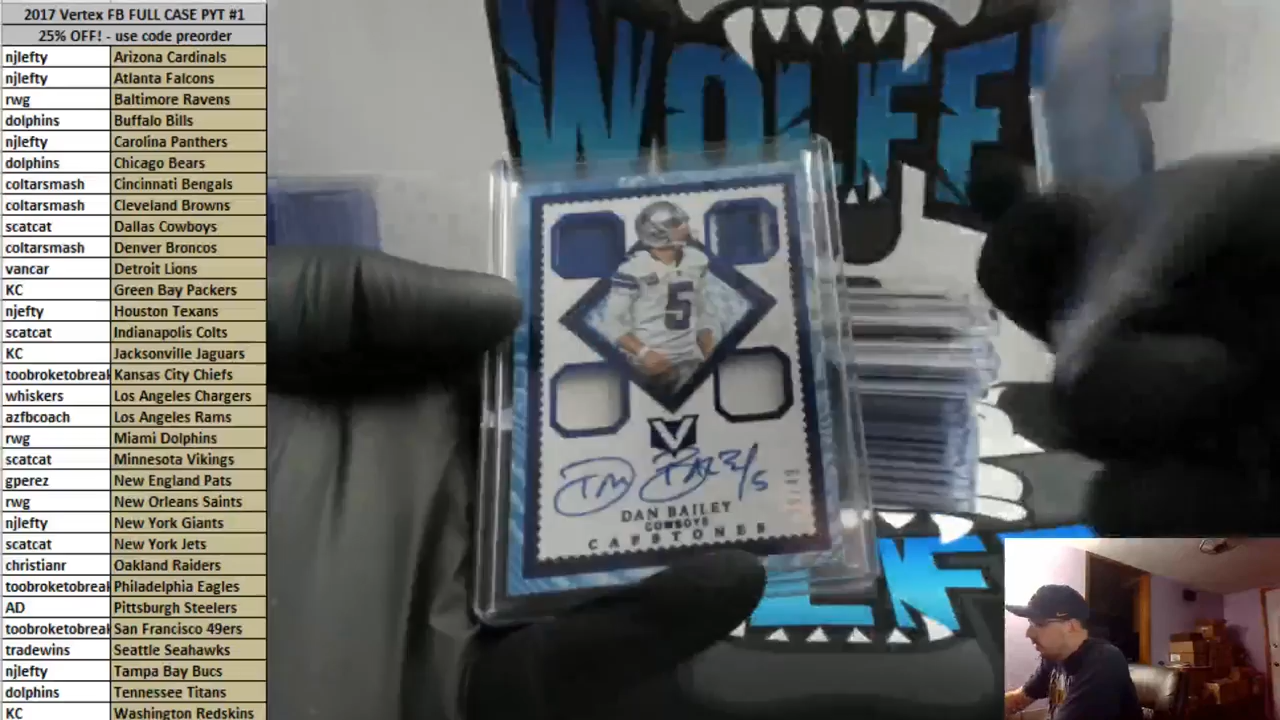 2017 Vertex FB FULL CASE PYT #1
25% OFF! - use code preorder
njlefty Arizona Cardinals
njlefty Atlanta Falcons
rwg Baltimore Ravens
dolphins Buffalo Bills
njlefty Carolina Panthers
dolphins Chicago Bears
coltarsmash Cincinnati Bengals
coltarsmash Cleveland Browns
scatcat Dallas Cowboys
coltarsmash Denver Broncos
vancar Detroit Lions
KC Green Bay Packers
njefty Houston Texans
scatcat Indianapolis Colts
KC Jacksonville Jaguars
toobroketobreak Kansas City Chiefs
whiskers Los Angeles Chargers
azfbcoach Los Angeles Rams
rwg Miami Dolphins
scatcat Minnesota Vikings
gperez New England Pats
rwg New Orleans Saints
njlefty New York Giants
scatcat New York Jets
christianr Oakland Raiders
toobroketobreak Philadelphia Eagles
AD Pittsburgh Steelers
toobroketobreak San Francisco 49ers
tradewins Seattle Seahawks
njlefty Tampa Bay Bucs
dolphins Tennessee Titans
KC Washington Redskins
WOLFF
5
V
DAN BAILEY
COWBOYS
CAPSTONES